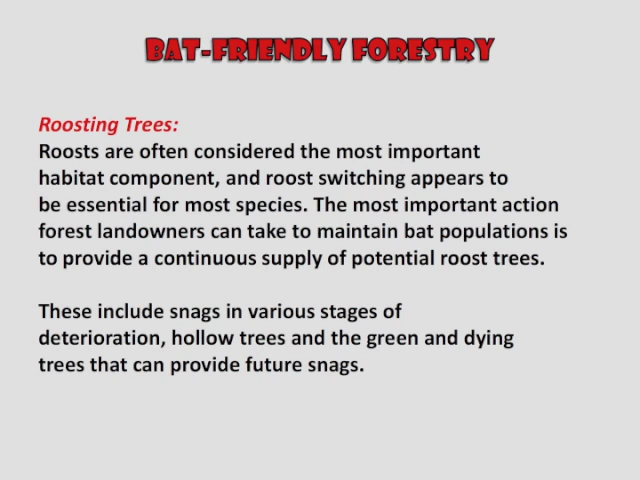 BAT-FRIENDLY FORESTRY
Roosting Trees:
Roosts are often considered the most important
habitat component, and roost switching appears to
be essential for most species. The most important action
forest landowners can take to maintain bat populations is
to provide a continuous supply of potential roost trees.
These include snags in various stages of
deterioration, hollow trees and the green and dying
trees that can provide future snags.